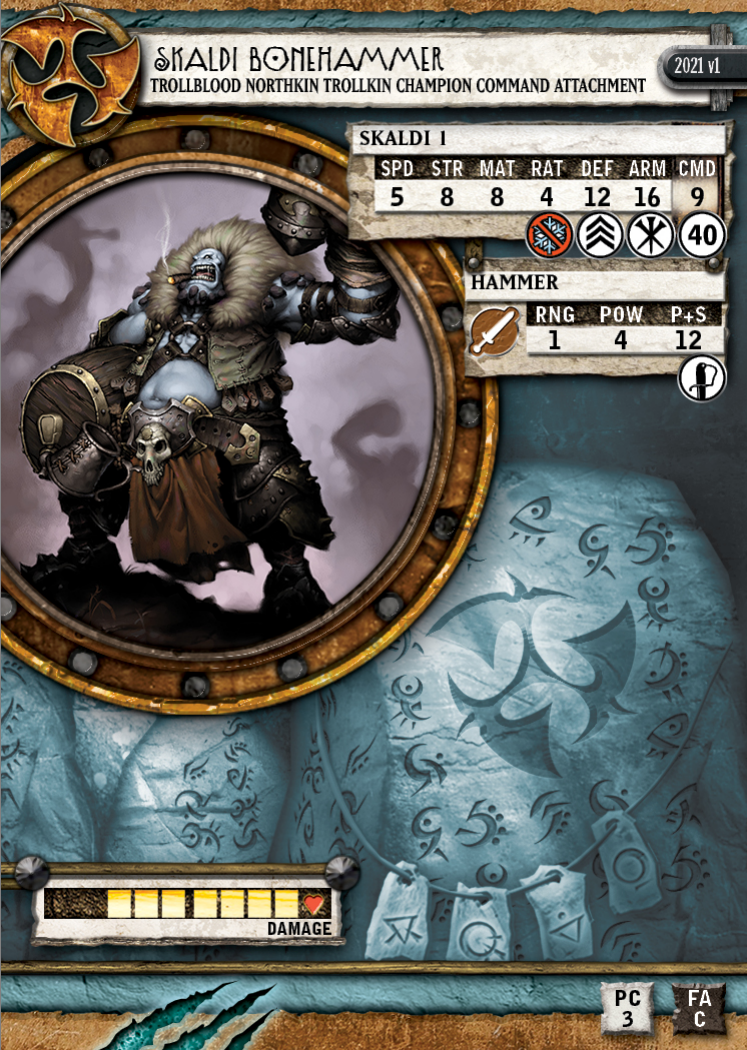 SKALDI BONEHAMMER
TROLLBLOOD NORTHKIN TROLLKIN CHAMPION COMMAND ATTACHMENT
2021 v1
SKALDI 1
SPD STR MAT RAT DEF ARM CMD
5 8 8 4 12 16 9
40
HAMMER
RNG POW P+S
1 4 12
DAMAGE
PC
3
FA
C